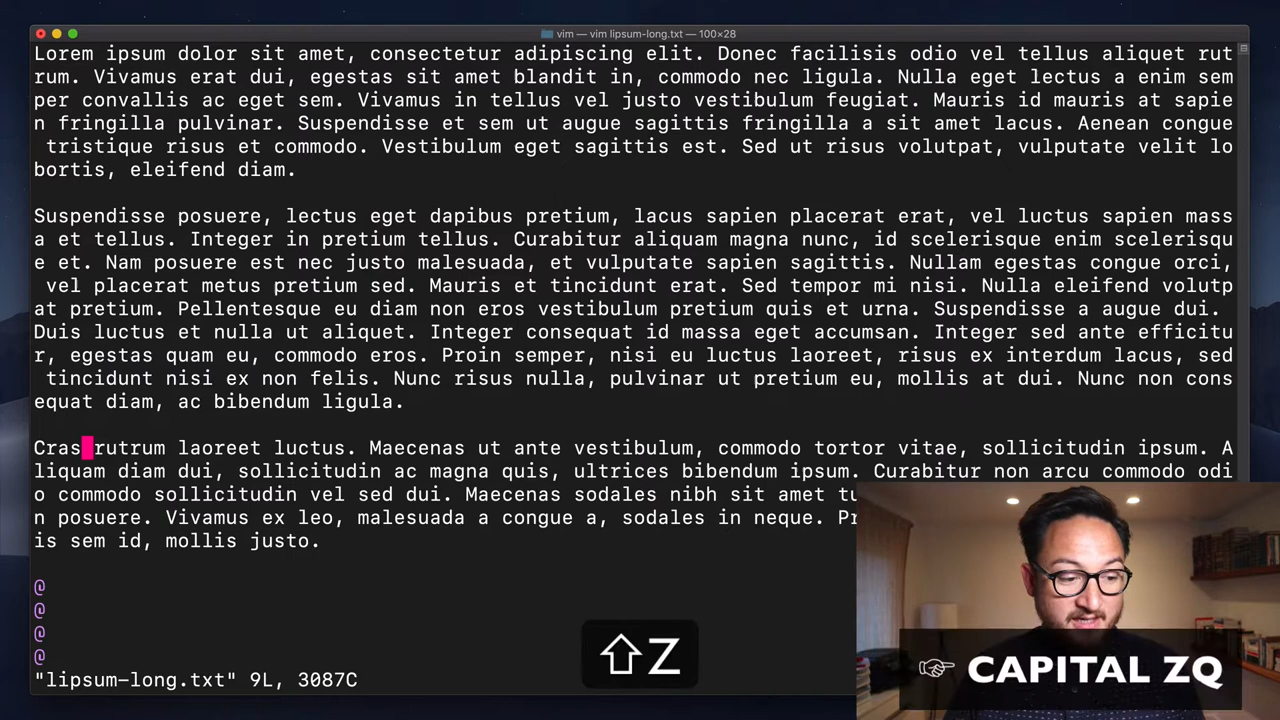 vim — vim lipsum-long.txt — 100×28
Lorem ipsum dolor sit amet, consectetur adipiscing elit. Donec facilisis odio vel tellus aliquet rut
rum. Vivamus erat dui, egestas sit amet blandit in, commodo nec ligula. Nulla eget lectus a enim sem
per convallis ac eget sem. Vivamus in tellus vel justo vestibulum feugiat. Mauris id mauris at sapie
n fringilla pulvinar. Suspendisse et sem ut augue sagittis fringilla a sit amet lacus. Aenean congue
 tristique risus et commodo. Vestibulum eget sagittis est. Sed ut risus volutpat, vulputate velit lo
bortis, eleifend diam.
Suspendisse posuere, lectus eget dapibus pretium, lacus sapien placerat erat, vel luctus sapien mass
a et tellus. Integer in pretium tellus. Curabitur aliquam magna nunc, id scelerisque enim scelerisqu
e et. Nam posuere est nec justo malesuada, et vulputate sapien sagittis. Nullam egestas congue orci,
 vel placerat metus pretium sed. Mauris et tincidunt erat. Sed tempor mi nisi. Nulla eleifend volutp
at pretium. Pellentesque eu diam non eros vestibulum pretium quis et urna. Suspendisse a augue dui.
Duis luctus et nulla ut aliquet. Integer consequat id massa eget accumsan. Integer sed ante efficitu
r, egestas quam eu, commodo eros. Proin semper, nisi eu luctus laoreet, risus ex interdum lacus, sed
 tincidunt nisi ex non felis. Nunc risus nulla, pulvinar ut pretium eu, mollis at dui. Nunc non cons
equat diam, ac bibendum ligula.
Cras rutrum laoreet luctus. Maecenas ut ante vestibulum, commodo tortor vitae, sollicitudin ipsum. A
liquam diam dui, sollicitudin ac magna quis, ultrices bibendum ipsum. Curabitur non arcu commodo odi
o commodo sollicitudin vel sed dui. Maecenas sodales nibh sit amet tu
n posuere. Vivamus ex leo, malesuada a congue a, sodales in neque. Pr
is sem id, mollis justo.
@
@
@
@
"lipsum-long.txt" 9L, 3087C
⇧Z
☞ CAPITAL ZQ